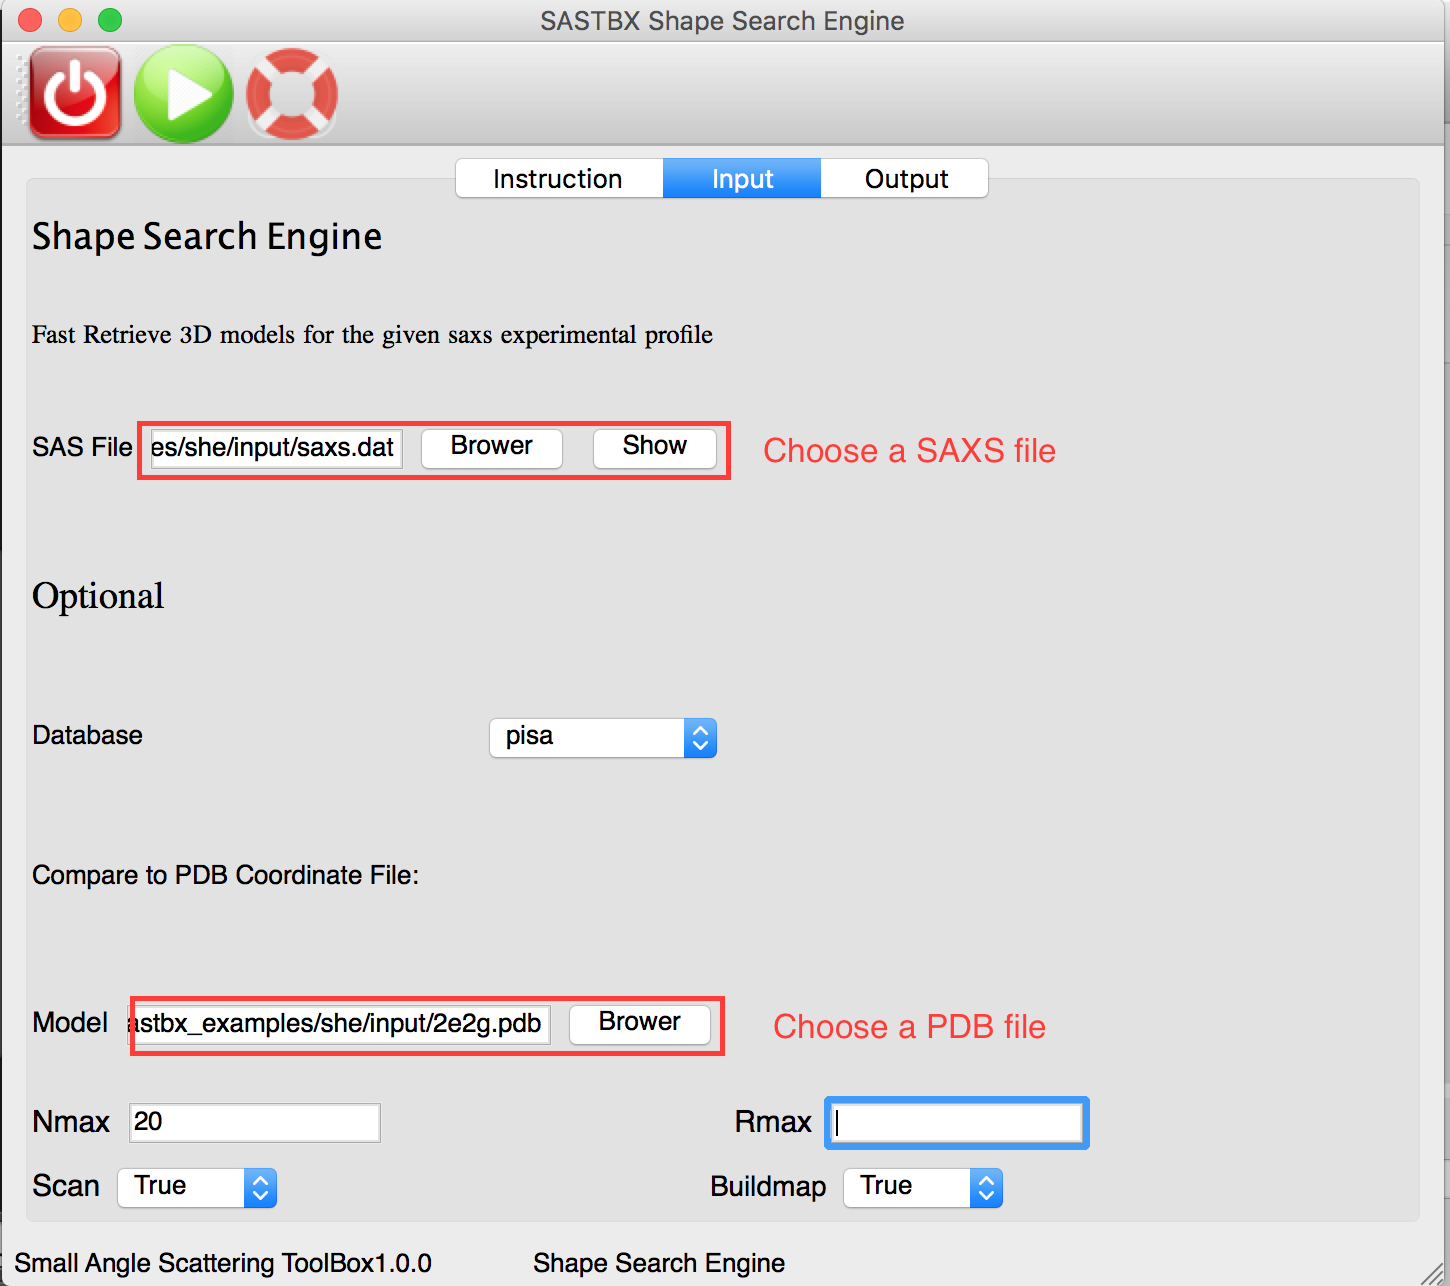 SASTBX Shape Search Engine
Instruction Input Output
Shape Search Engine
Fast Retrieve 3D models for the given saxs experimental profile
SAS File es/she/input/saxs.dat Brower Show Choose a SAXS file
Optional
Database pisa
Compare to PDB Coordinate File:
Model astbx_examples/she/input/2e2g.pdb Brower Choose a PDB file
Nmax 20 Rmax
Scan True Buildmap True
Small Angle Scattering ToolBox1.0.0 Shape Search Engine